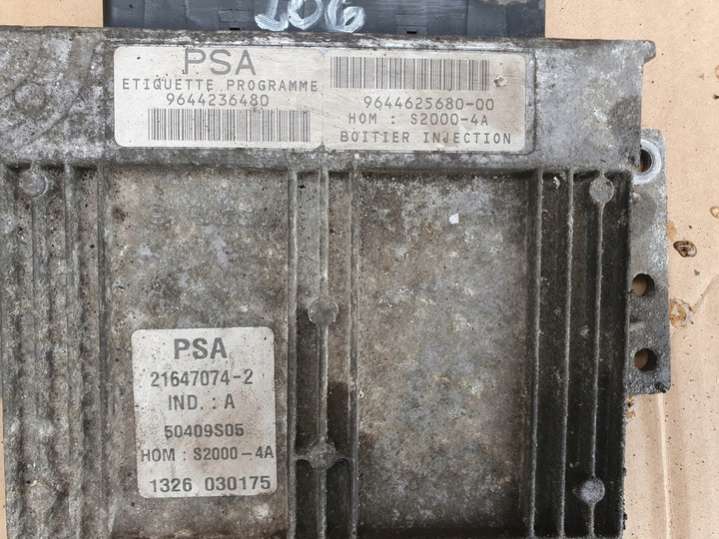 206
PSA
ETIQUETTE PROGRAMME
9644236480
9644625680-00
HOM : S2000-4A
BOITIER INJECTION
PSA
21647074-2
IND. : A
50409S05
HOM : S2000-4A
1326 030175